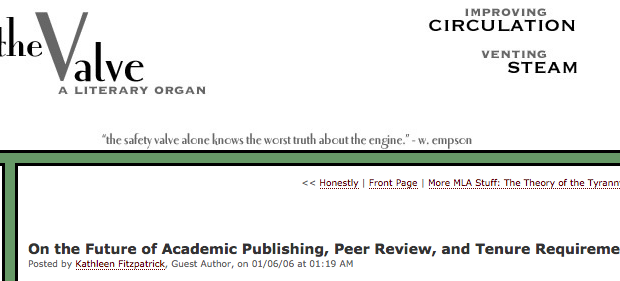 the Valve
A LITERARY ORGAN
IMPROVING
CIRCULATION
VENTING
STEAM
"the safety valve alone knows the worst truth about the engine." - w. empson
<< Honestly | Front Page | More MLA Stuff: The Theory of the Tyrann
On the Future of Academic Publishing, Peer Review, and Tenure Requireme
Posted by Kathleen Fitzpatrick, Guest Author, on 01/06/06 at 01:19 AM